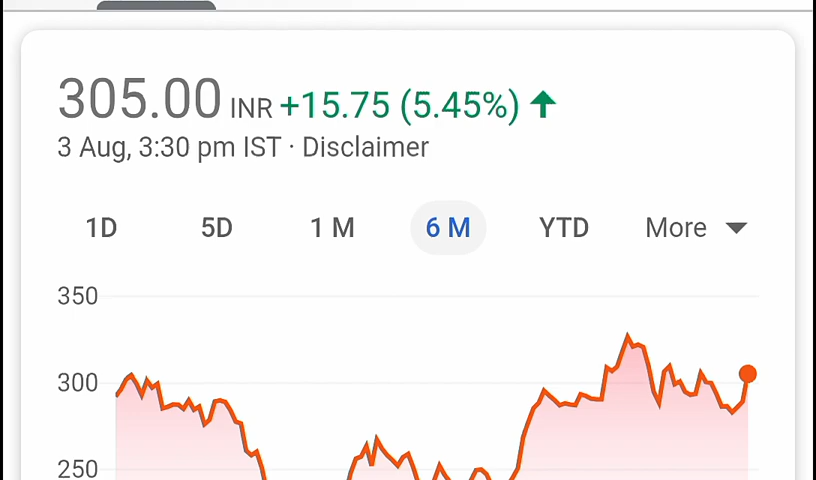 305.00 INR +15.75 (5.45%)
3 Aug, 3:30 pm IST · Disclaimer
1D 5D 1 M 6 M YTD More
350
300
250